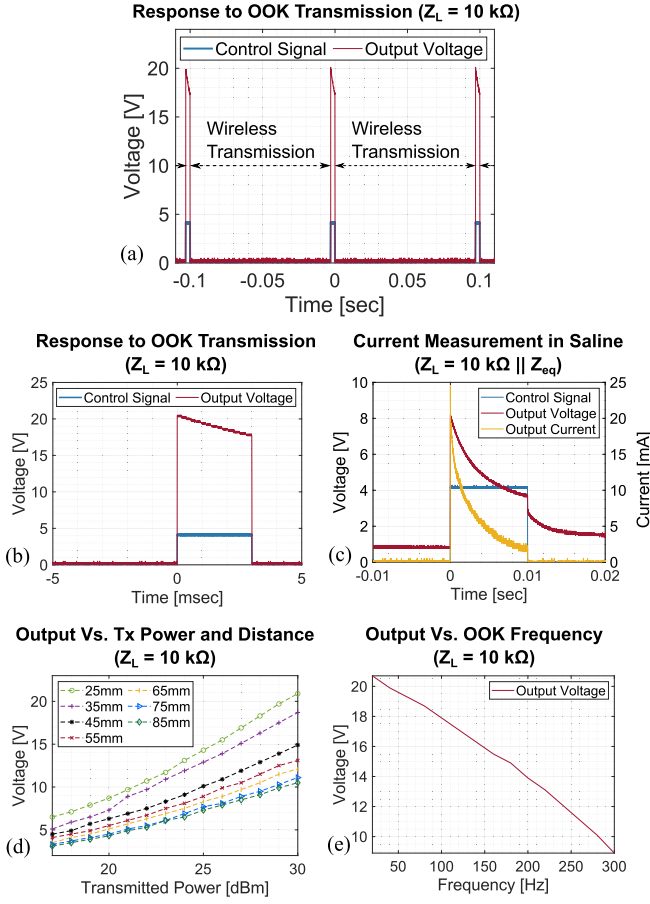 Response to OOK Transmission (Z_L = 10 kΩ)
Control Signal Output Voltage
20
15
10
5
0
Voltage [V]
Wireless Transmission
Wireless Transmission
(a)
-0.1 -0.05 0 0.05 0.1
Time [sec]
Response to OOK Transmission
(Z_L = 10 kΩ)
Control Signal Output Voltage
25
20
15
10
5
0
Voltage [V]
(b)
-5 0 5
Time [msec]
Current Measurement in Saline
(Z_L = 10 kΩ || Z_eq)
Control Signal
Output Voltage
Output Current
10
8
6
4
2
0
Voltage [V]
25
20
15
10
5
0
Current [mA]
(c)
-0.01 0 0.01 0.02
Time [sec]
Output Vs. Tx Power and Distance
(Z_L = 10 kΩ)
25mm 65mm
35mm 75mm
45mm 85mm
55mm
20
15
10
5
Voltage [V]
(d)
20 25 30
Transmitted Power [dBm]
Output Vs. OOK Frequency
(Z_L = 10 kΩ)
Output Voltage
20
18
16
14
12
10
Voltage [V]
(e)
50 100 150 200 250 300
Frequency [Hz]